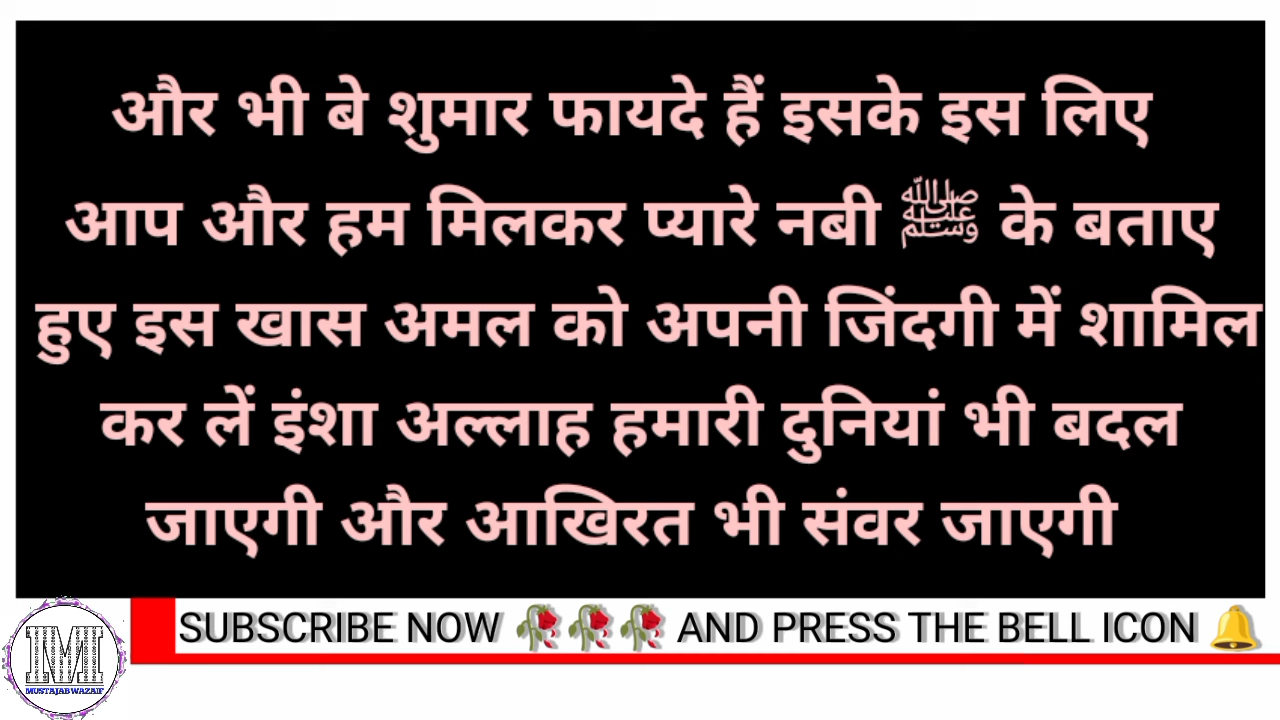 और भी बे शुमार फायदे हैं इसके इस लिए
आप और हम मिलकर प्यारे नबी ﷺ के बताए
हुए इस खास अमल को अपनी जिंदगी में शामिल
कर लें इंशा अल्लाह हमारी दुनियां भी बदल
जाएगी और आखिरत भी संवर जाएगी
SUBSCRIBE NOW 🥀🥀🥀 AND PRESS THE BELL ICON 🔔
MI
MUSTAJAB WAZAIF